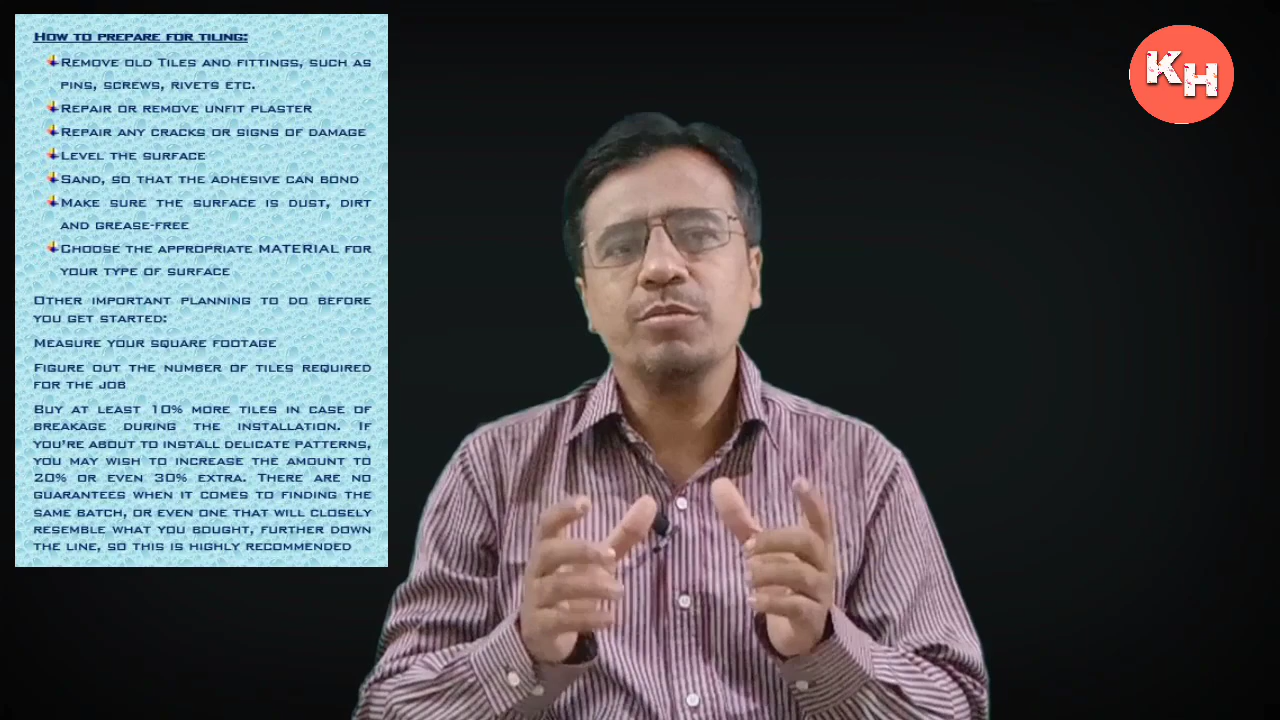 How to prepare for tiling:
Remove old Tiles and fittings, such as
pins, screws, rivets etc.
Repair or remove unfit plaster
Repair any cracks or signs of damage
Level the surface
Sand, so that the adhesive can bond
Make sure the surface is dust, dirt
and grease-free
Choose the appropriate MATERIAL for
your type of surface
Other important planning to do before
you get started:
Measure your square footage
Figure out the number of tiles required
for the job
Buy at least 10% more tiles in case of
breakage during the installation. If
you're about to install delicate patterns,
you may wish to increase the amount to
20% or even 30% extra. There are no
guarantees when it comes to finding the
same batch, or even one that will closely
resemble what you bought, further down
the line, so this is highly recommended
KH